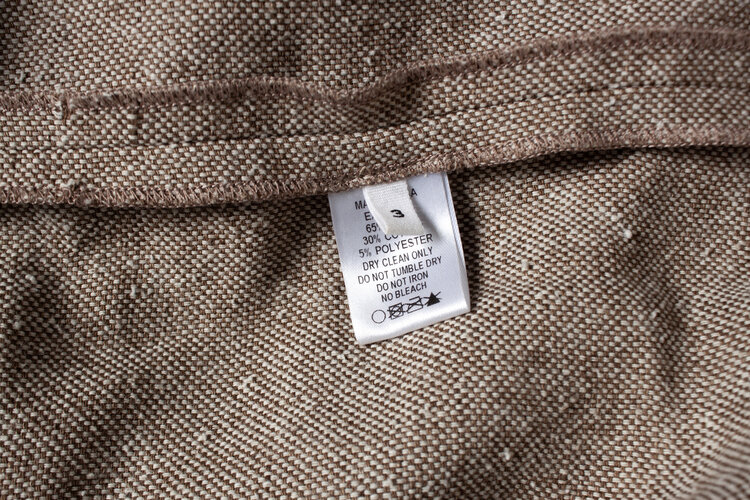 3
65%
30%
5% POLYESTER
DRY CLEAN ONLY
DO NOT TUMBLE DRY
DO NOT IRON
NO BLEACH